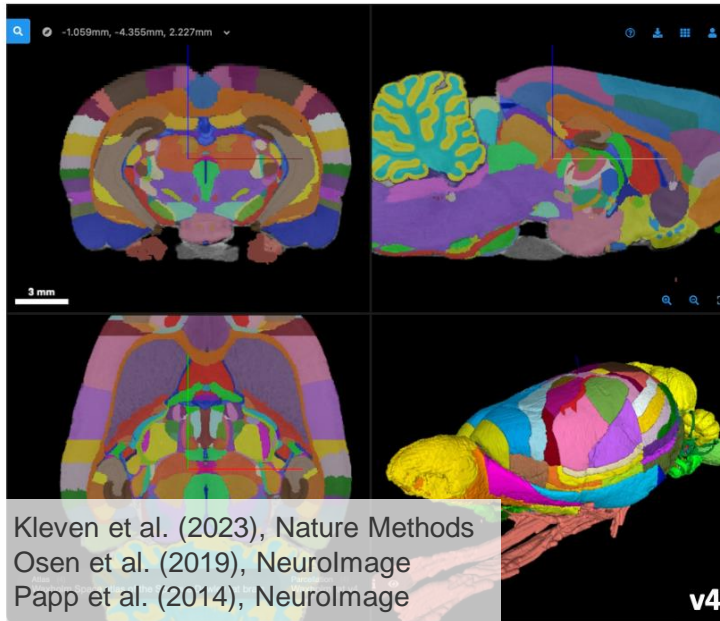 -1.059mm, -4.355mm, 2.227mm
3 mm
Kleven et al. (2023), Nature Methods
Osen et al. (2019), NeuroImage
Papp et al. (2014), NeuroImage
v4